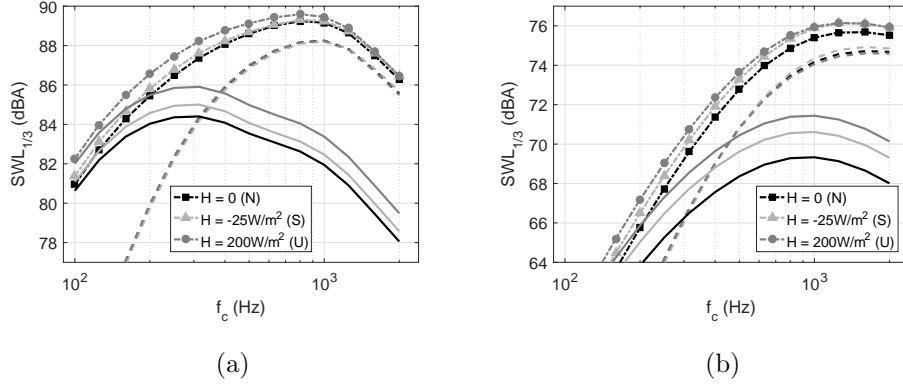 90
88
86
84
82
80
78
SWL1/3 (dBA)
H = 0 (N)
H = -25W/m2 (S)
H = 200W/m2 (U)
10^2
10^3
fc (Hz)
(a)
76
74
72
70
68
66
64
SWL1/3 (dBA)
H = 0 (N)
H = -25W/m2 (S)
H = 200W/m2 (U)
10^2
10^3
fc (Hz)
(b)